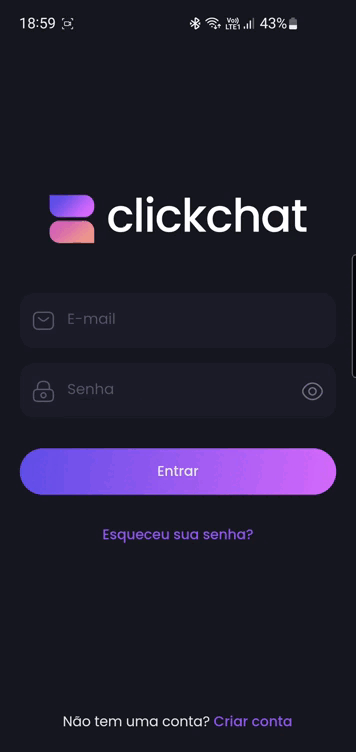 18:59 Vo)) LTE1 43%
clickchat
E-mail
Senha
Entrar
Esqueceu sua senha?
Não tem uma conta? Criar conta